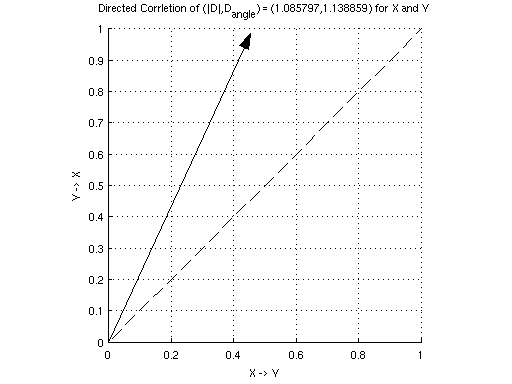 Directed Corrletion of (|D|,Dangle) = (1.085797,1.138859) for X and Y
1
0.9
0.8
0.7
0.6
0.5
0.4
0.3
0.2
0.1
0
Y -> X
0 0.2 0.4 0.6 0.8 1
X -> Y